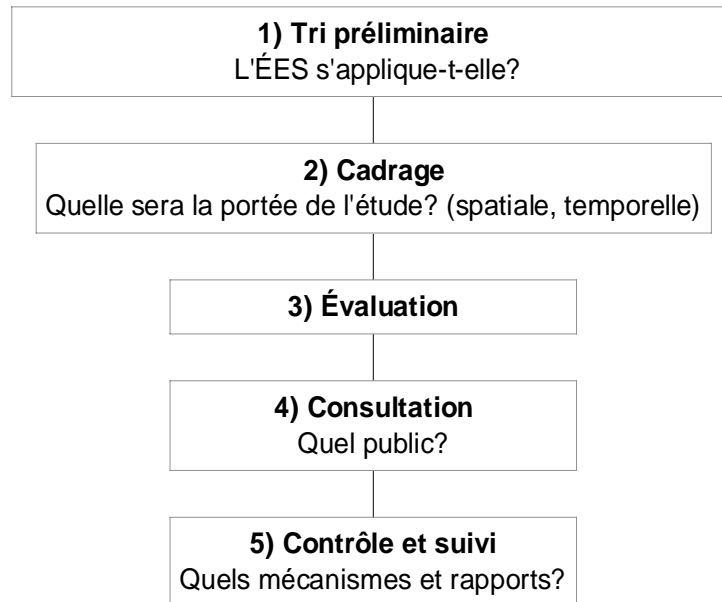 1) Tri préliminaire
L'ÉES s'applique-t-elle?
2) Cadrage
Quelle sera la portée de l'étude? (spatiale, temporelle)
3) Évaluation
4) Consultation
Quel public?
5) Contrôle et suivi
Quels mécanismes et rapports?